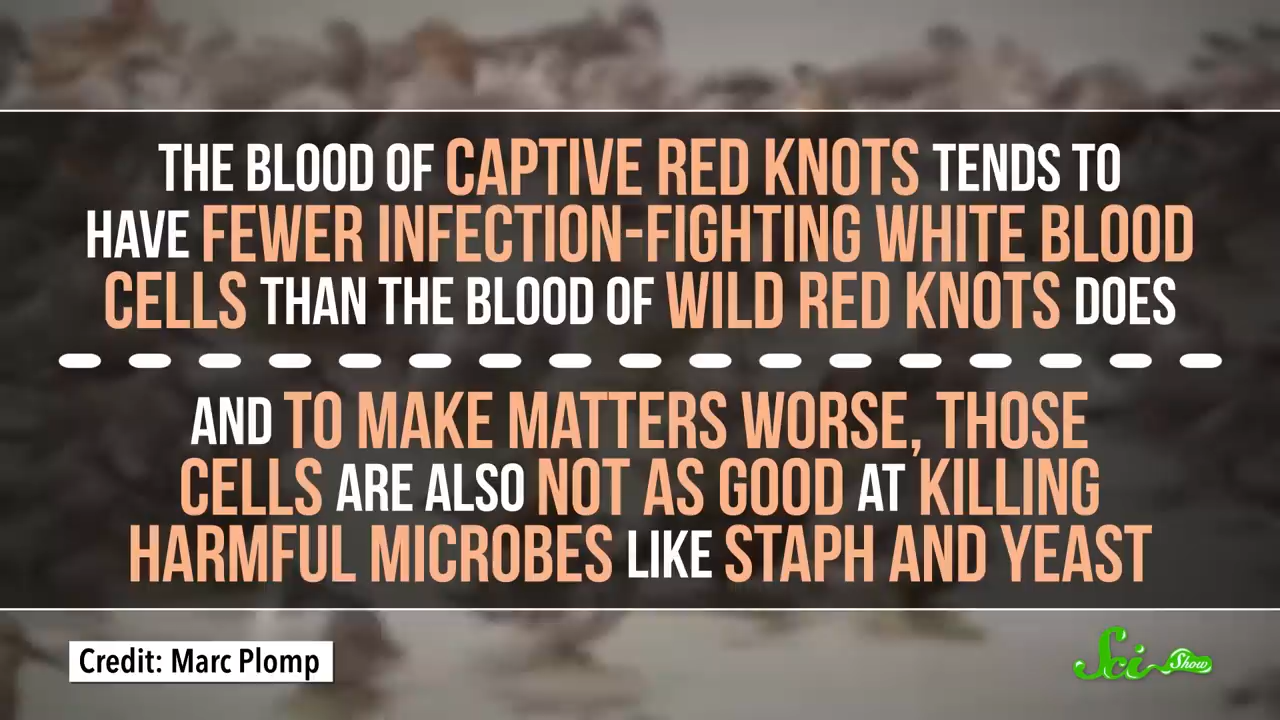 THE BLOOD OF CAPTIVE RED KNOTS TENDS TO
HAVE FEWER INFECTION-FIGHTING WHITE BLOOD
CELLS THAN THE BLOOD OF WILD RED KNOTS DOES
AND TO MAKE MATTERS WORSE, THOSE
CELLS ARE ALSO NOT AS GOOD AT KILLING
HARMFUL MICROBES LIKE STAPH AND YEAST
Credit: Marc Plomp
Sci Show